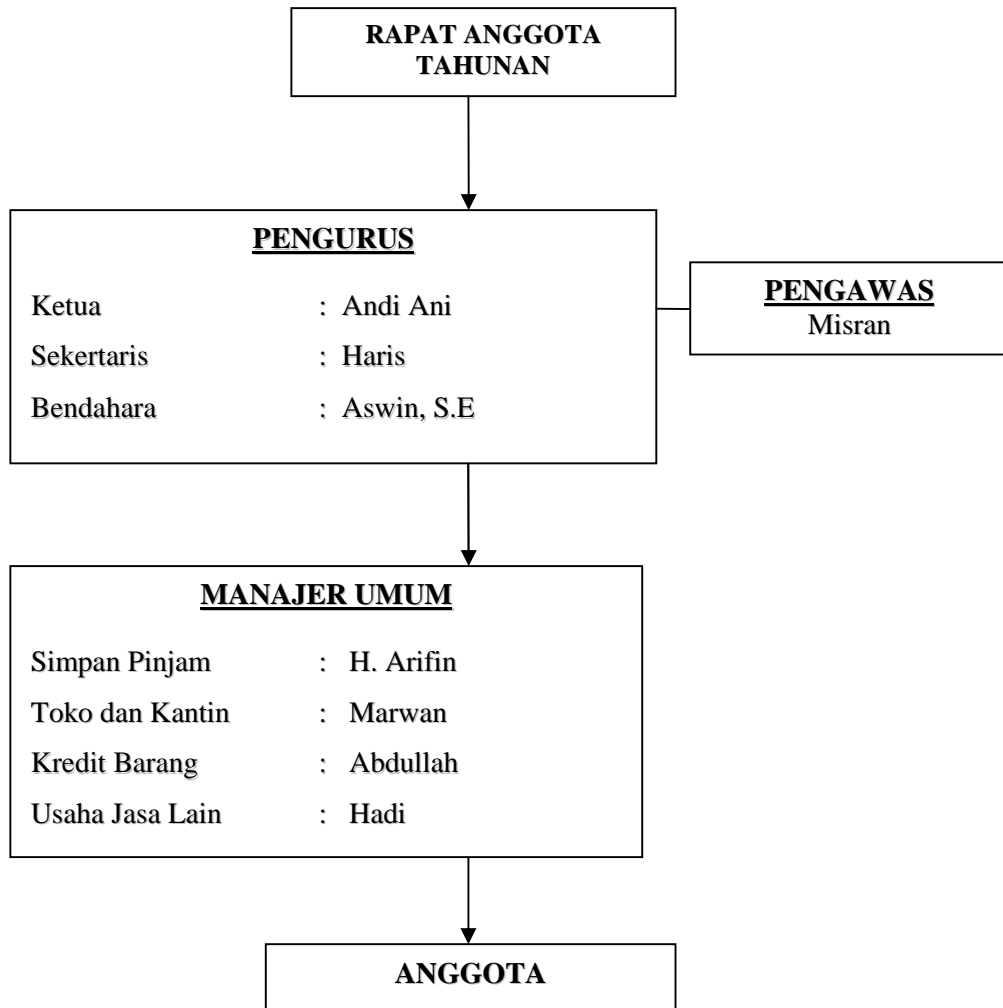 RAPAT ANGGOTA
TAHUNAN
PENGURUS
Ketua : Andi Ani
Sekertaris : Haris
Bendahara : Aswin, S.E
PENGAWAS
Misran
MANAJER UMUM
Simpan Pinjam : H. Arifin
Toko dan Kantin : Marwan
Kredit Barang : Abdullah
Usaha Jasa Lain : Hadi
ANGGOTA